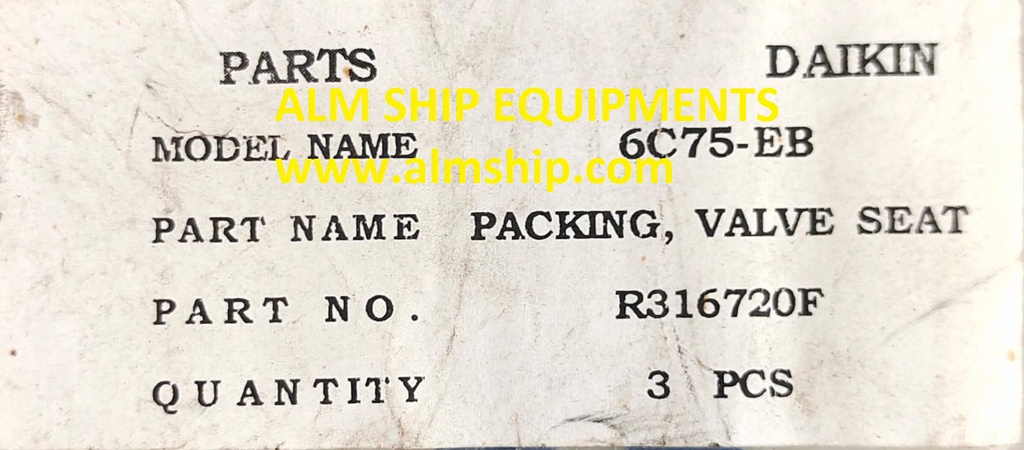 PARTS DAIKIN
ALM SHIP EQUIPMENTS
MODEL NAME 6C75-EB
www.almship.com
PART NAME PACKING, VALVE SEAT
PART NO. R316720F
QUANTITY 3 PCS